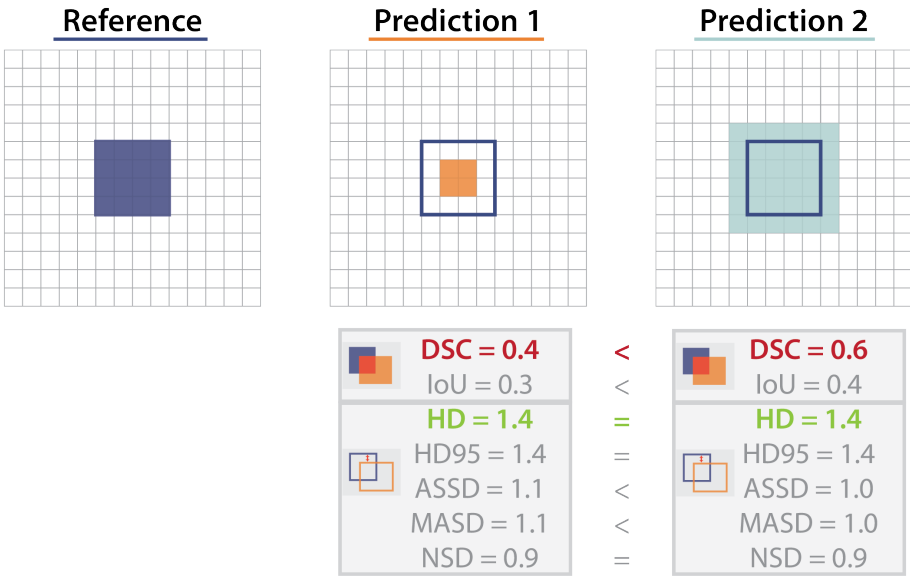 Reference Prediction 1 Prediction 2
DSC = 0.4 < DSC = 0.6
IoU = 0.3 < IoU = 0.4
HD = 1.4 = HD = 1.4
HD95 = 1.4 = HD95 = 1.4
ASSD = 1.1 < ASSD = 1.0
MASD = 1.1 < MASD = 1.0
NSD = 0.9 = NSD = 0.9